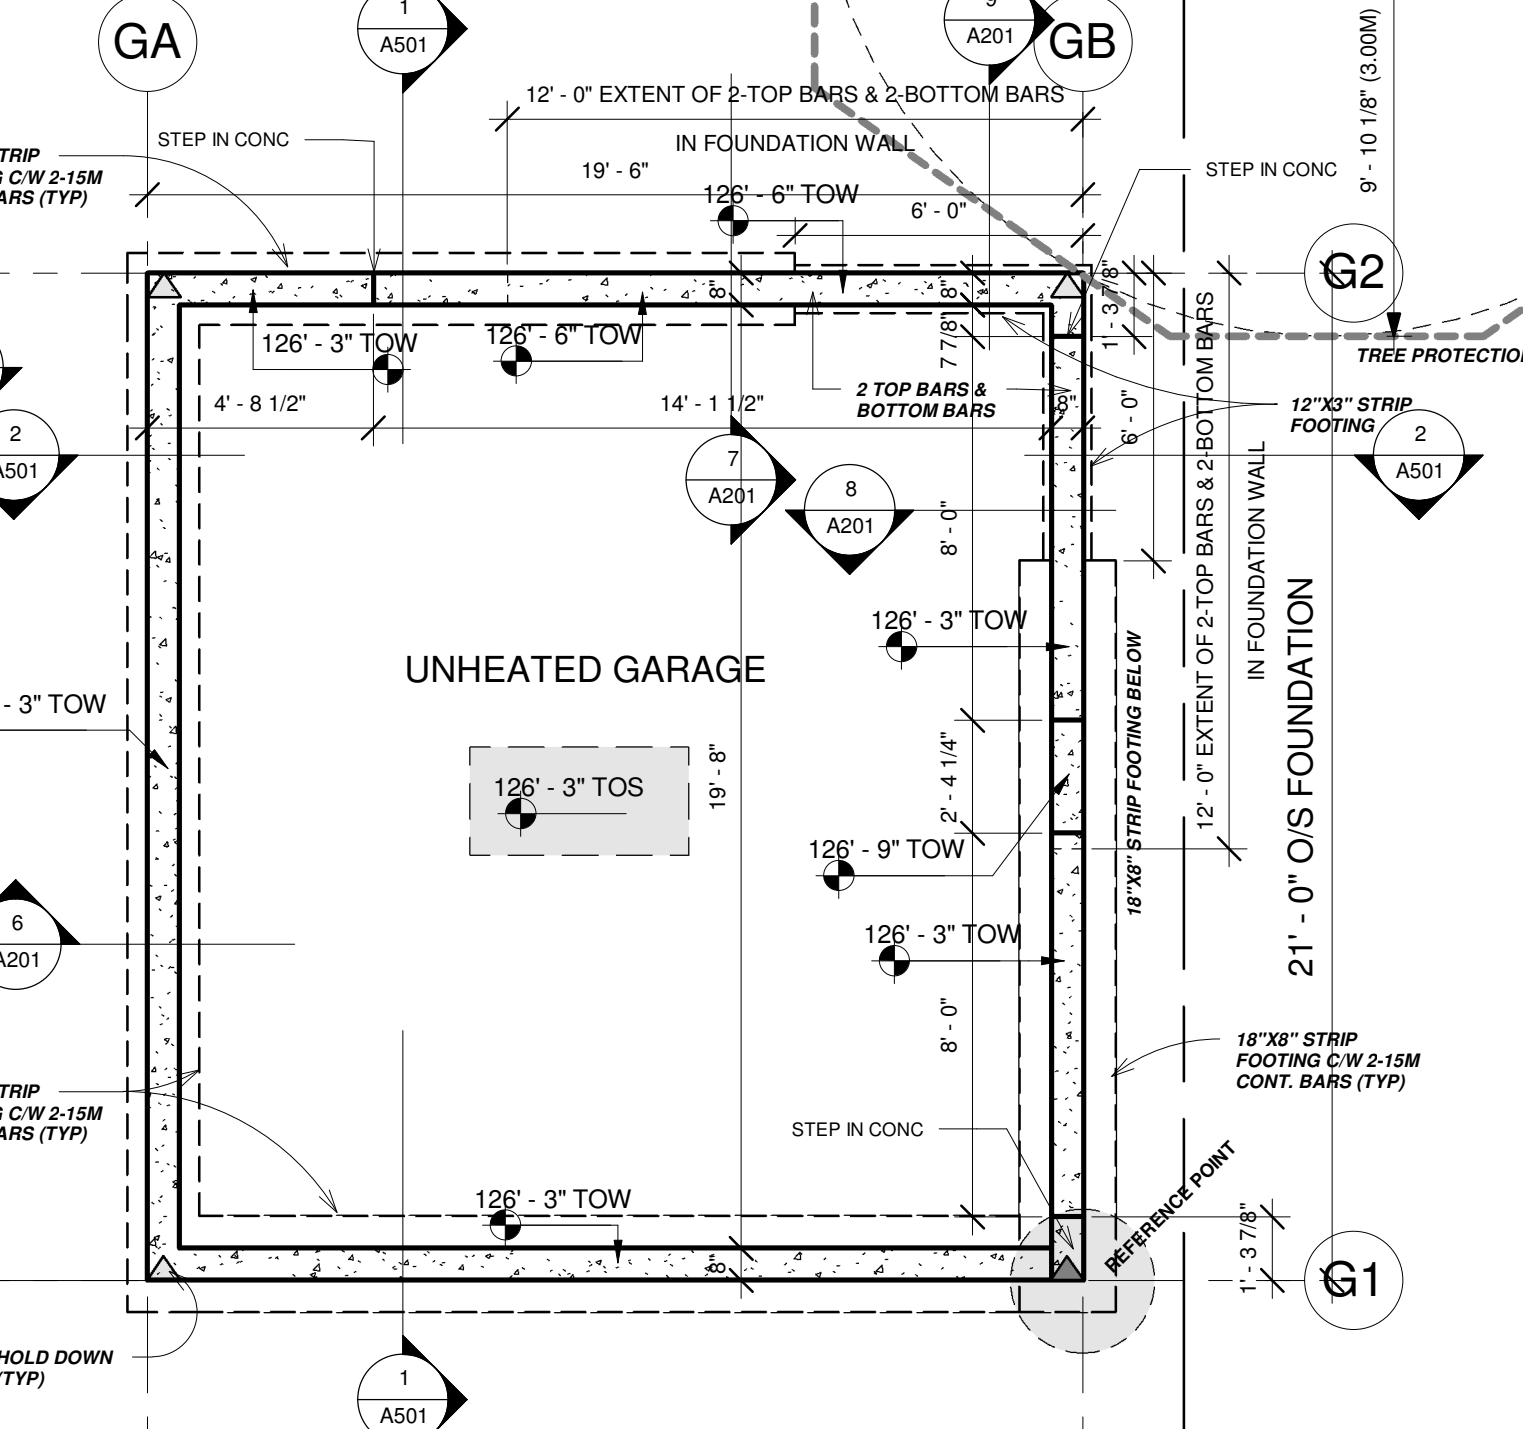 GA
1
A501
9
A201
GB
9' - 10 1/8" (3.00M)
12' - 0" EXTENT OF 2-TOP BARS & 2-BOTTOM BARS
IN FOUNDATION WALL
STEP IN CONC
TRIP
G C/W 2-15M
ARS (TYP)
19' - 6"
126' - 6" TOW
6' - 0"
STEP IN CONC
G2
8"
8"
7 7/8"
1' - 3 7/8"
126' - 3" TOW
126' - 6" TOW
TREE PROTECTIO
4' - 8 1/2"
14' - 1 1/2"
2 TOP BARS &
BOTTOM BARS
8"
6' - 0"
12"X3" STRIP
FOOTING
2
A501
7
A201
8
A201
2
A501
8' - 0"
12' - 0" EXTENT OF 2-TOP BARS & 2-BOTTOM BARS
IN FOUNDATION WALL
126' - 3" TOW
UNHEATED GARAGE
- 3" TOW
18"X8" STRIP FOOTING BELOW
21' - 0" O/S FOUNDATION
126' - 3" TOS
19' - 8"
2' - 4 1/4"
126' - 9" TOW
6
A201
126' - 3" TOW
8' - 0"
18"X8" STRIP
FOOTING C/W 2-15M
CONT. BARS (TYP)
TRIP
G C/W 2-15M
ARS (TYP)
STEP IN CONC
REFERENCE POINT
126' - 3" TOW
8"
1' - 3 7/8"
G1
HOLD DOWN
(TYP)
1
A501